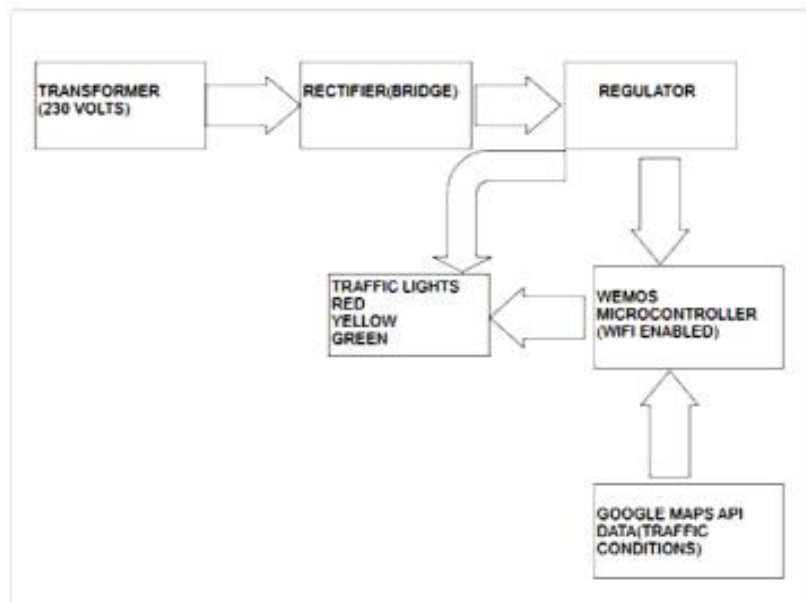 TRANSFORMER
(230 VOLTS)
RECTIFIER(BRIDGE)
REGULATOR
TRAFFIC LIGHTS
RED
YELLOW
GREEN
WEMOS
MICROCONTROLLER
(WIFI ENABLED)
GOOGLE MAPS API
DATA(TRAFFIC
CONDITIONS)